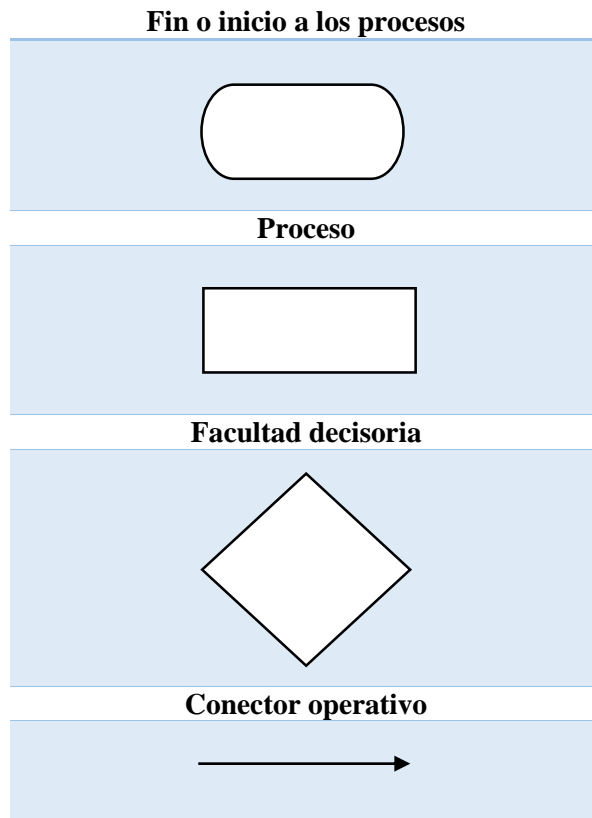 Fin o inicio a los procesos
Proceso
Facultad decisoria
Conector operativo